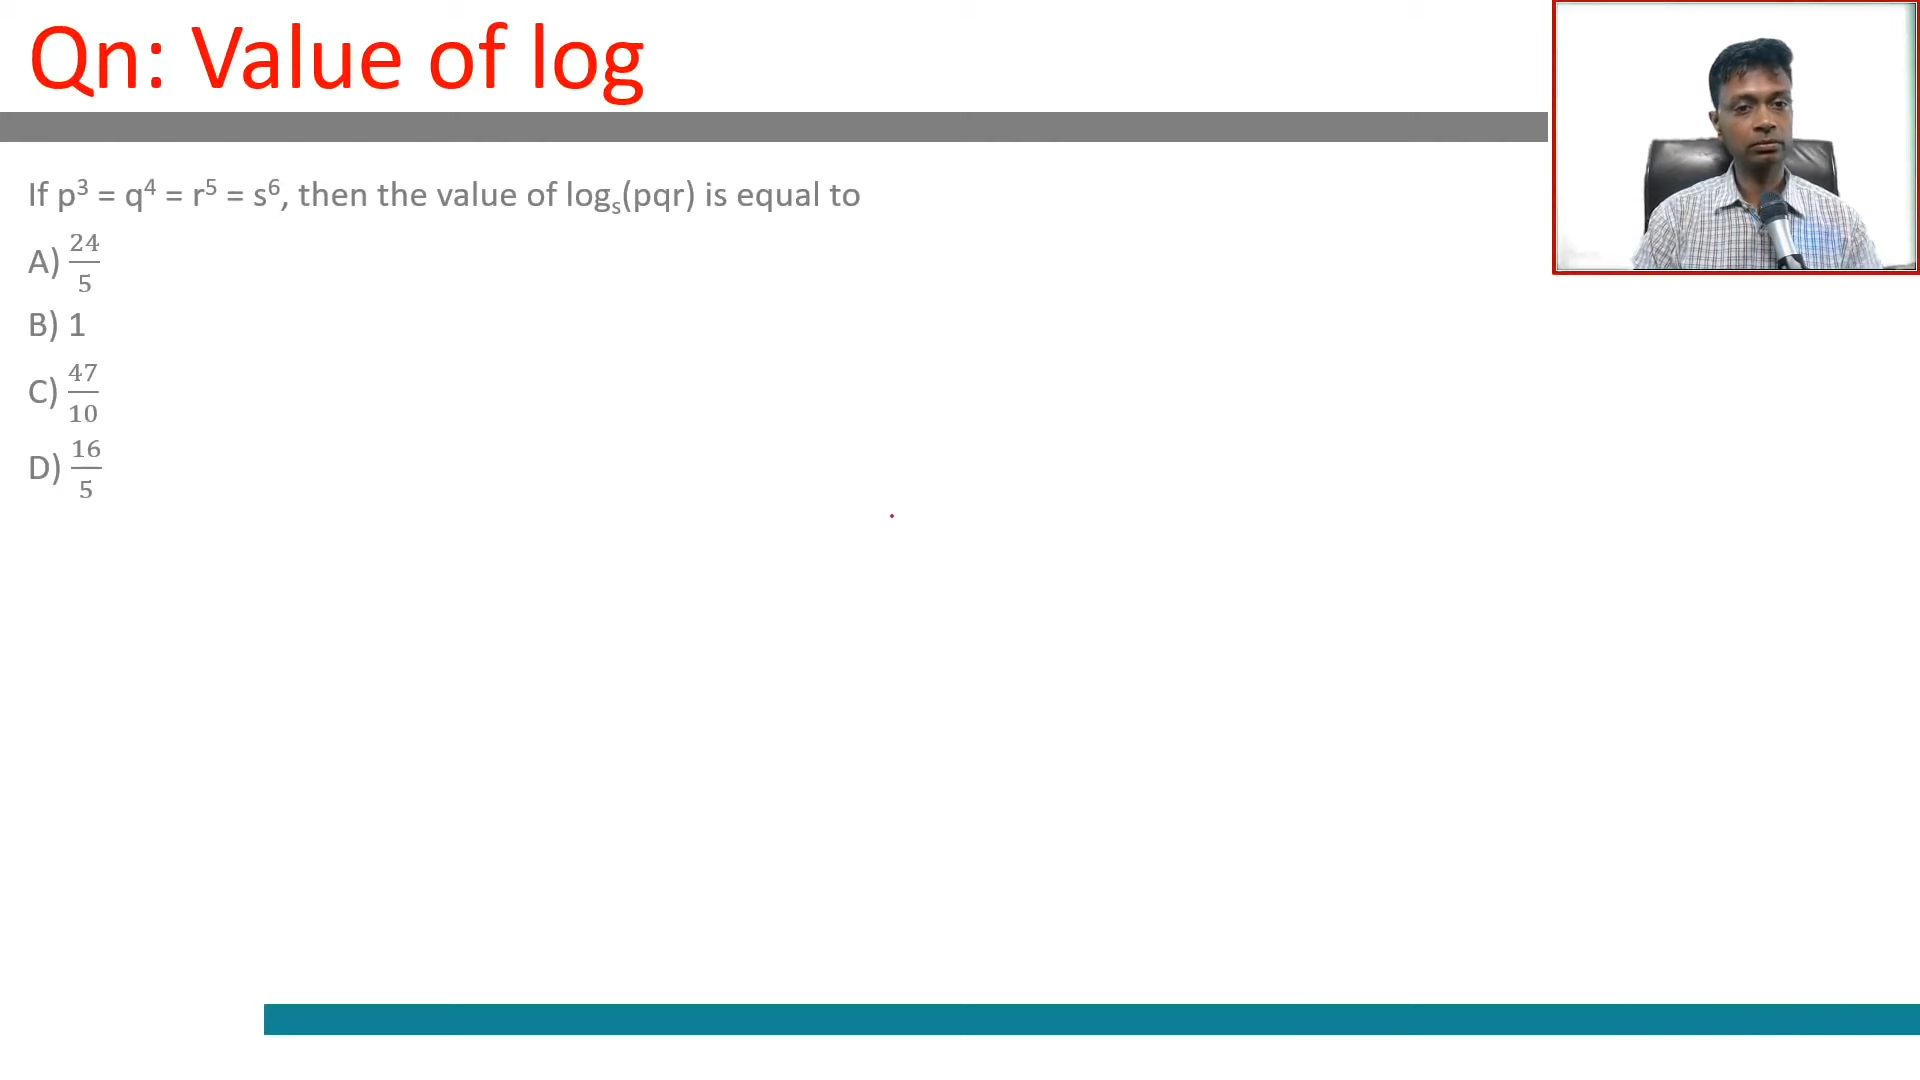 Qn: Value of log
If p³ = q⁴ = r⁵ = s⁶, then the value of logₛ(pqr) is equal to
A) 24/5
B) 1
C) 47/10
D) 16/5